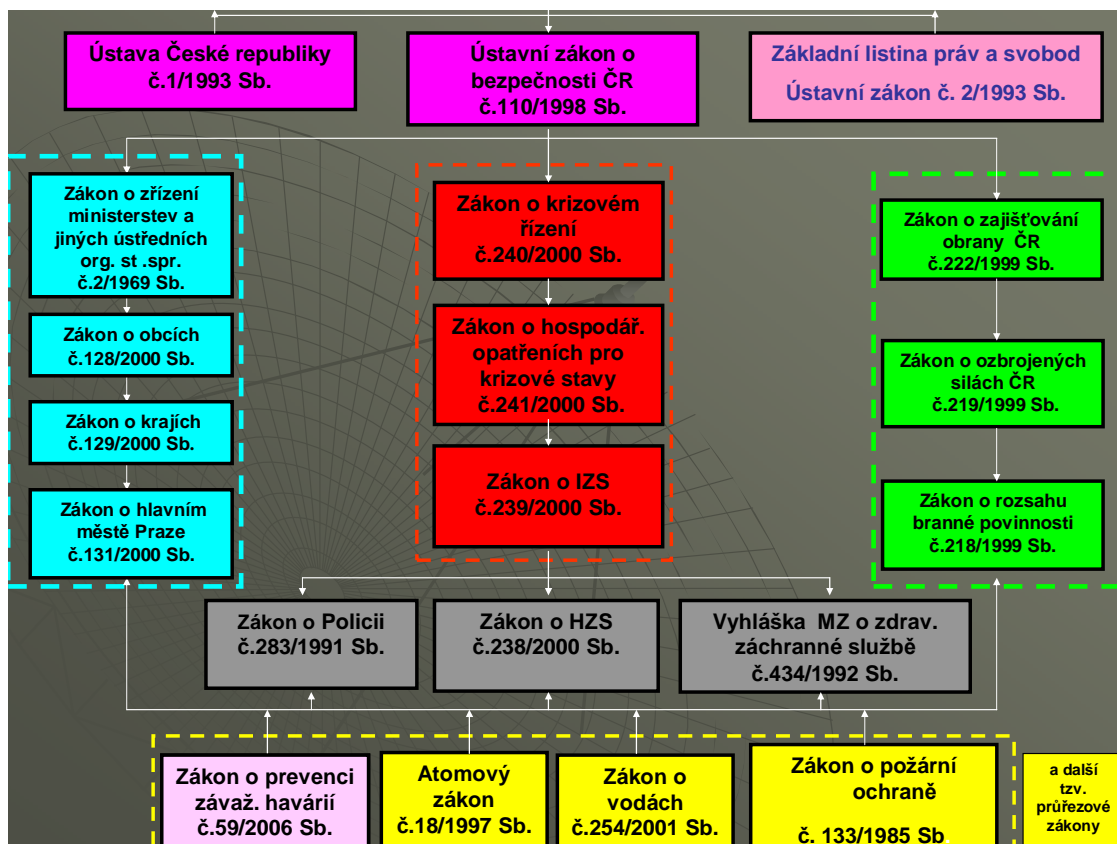 Ústava České republiky
č.1/1993 Sb.
Ústavní zákon o
bezpečnosti ČR
č.110/1998 Sb.
Základní listina práv a svobod
Ústavní zákon č. 2/1993 Sb.
Zákon o zřízení
ministerstev a
jiných ústředních
org. st .spr.
č.2/1969 Sb.
Zákon o obcích
č.128/2000 Sb.
Zákon o krajích
č.129/2000 Sb.
Zákon o hlavním
městě Praze
č.131/2000 Sb.
Zákon o krizovém
řízení
č.240/2000 Sb.
Zákon o hospodář.
opatřeních pro
krizové stavy
č.241/2000 Sb.
Zákon o IZS
č.239/2000 Sb.
Zákon o zajišťování
obrany ČR
č.222/1999 Sb.
Zákon o ozbrojených
silách ČR
č.219/1999 Sb.
Zákon o rozsahu
branné povinnosti
č.218/1999 Sb.
Zákon o Policii
č.283/1991 Sb.
Zákon o HZS
č.238/2000 Sb.
Vyhláška MZ o zdrav.
záchranné službě
č.434/1992 Sb.
Zákon o prevenci
závaž. havárií
č.59/2006 Sb.
Atomový
zákon
č.18/1997 Sb.
Zákon o
vodách
č.254/2001 Sb.
Zákon o požární
ochraně
č. 133/1985 Sb.
a další
tzv.
průřezové
zákony